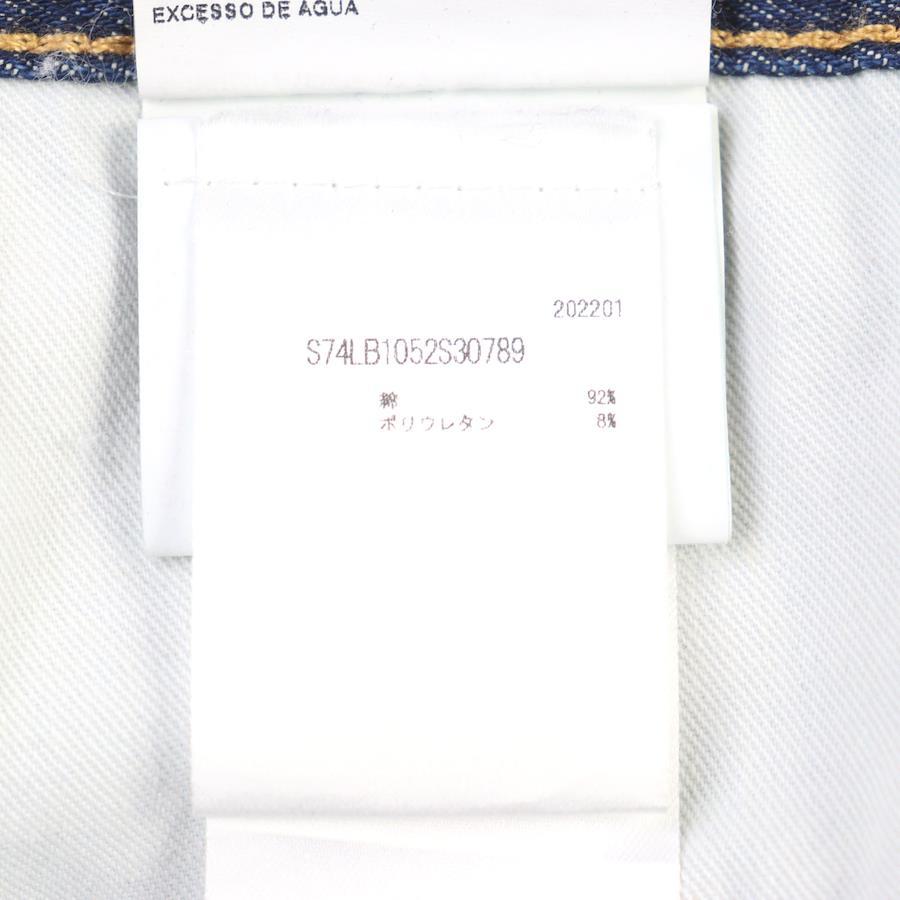 EXCESSO DE AGUA
202201
S74LB1052S30789
綿 92%
ポリウレタン 8%